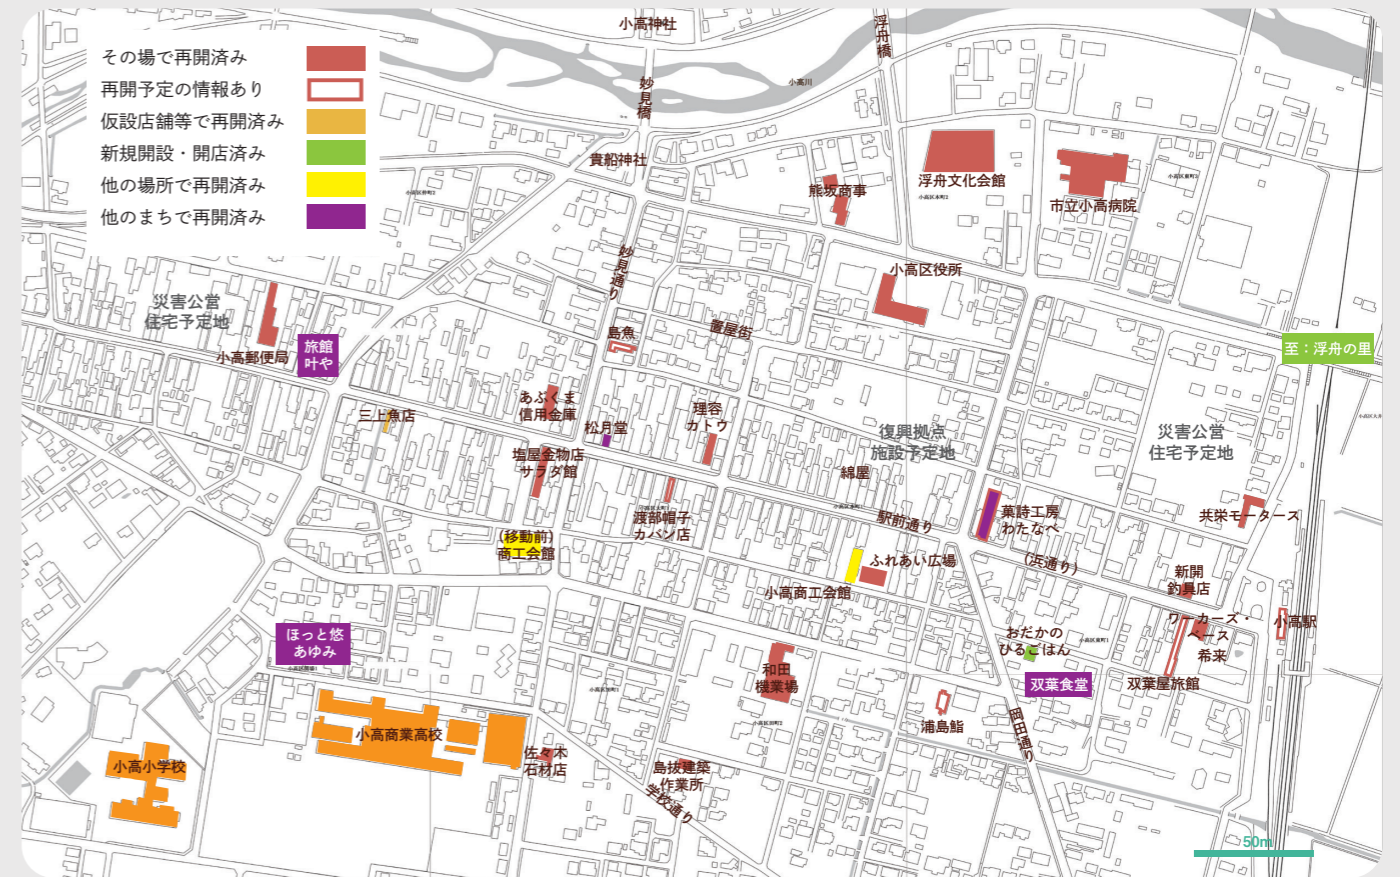 その場で再開済み
再開予定の情報あり
仮設店舗等で再開済み
新規開設・開店済み
他の場所で再開済み
他のまちで再開済み
小高神社
浮舟橋
妙見橋
小高川
貴船神社
熊坂商事
浮舟文化会館
市立小高病院
妙見通り
小高区役所
災害公営
住宅予定地
小高郵便局
旅館
叶や
島魚
置屋街
至：浮舟の里
三上魚店
あぶくま
信用金庫
松月堂
理容
カトウ
復興拠点
施設予定地
災害公営
住宅予定地
塩屋金物店
サラダ館
綿屋
渡部帽子
カバン店
駅前通り
菓詩工房
わたなべ
共栄モータース
(移動前)
商工会館
ふれあい広場
(浜通り)
小高商工会館
新開
釣具店
ワーカーズ・
ベース
小高駅
希来
ほっと悠
あゆみ
おだかの
ひるごはん
双葉食堂
双葉屋旅館
和田
機業場
浦島鮨
小高商業高校
小高小学校
佐々木
石材店
島抜建築
作業所
学校通り
50m